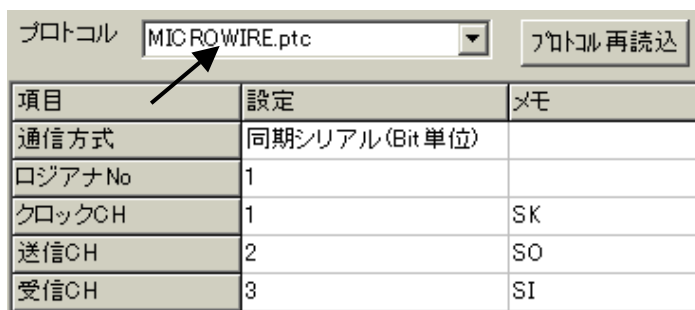 プロトコル MICROWIRE.ptc プロトコル再読込
項目 設定 メモ
通信方式 同期シリアル(Bit単位)
ロジアナNo 1
クロックCH 1 SK
送信CH 2 SO
受信CH 3 SI